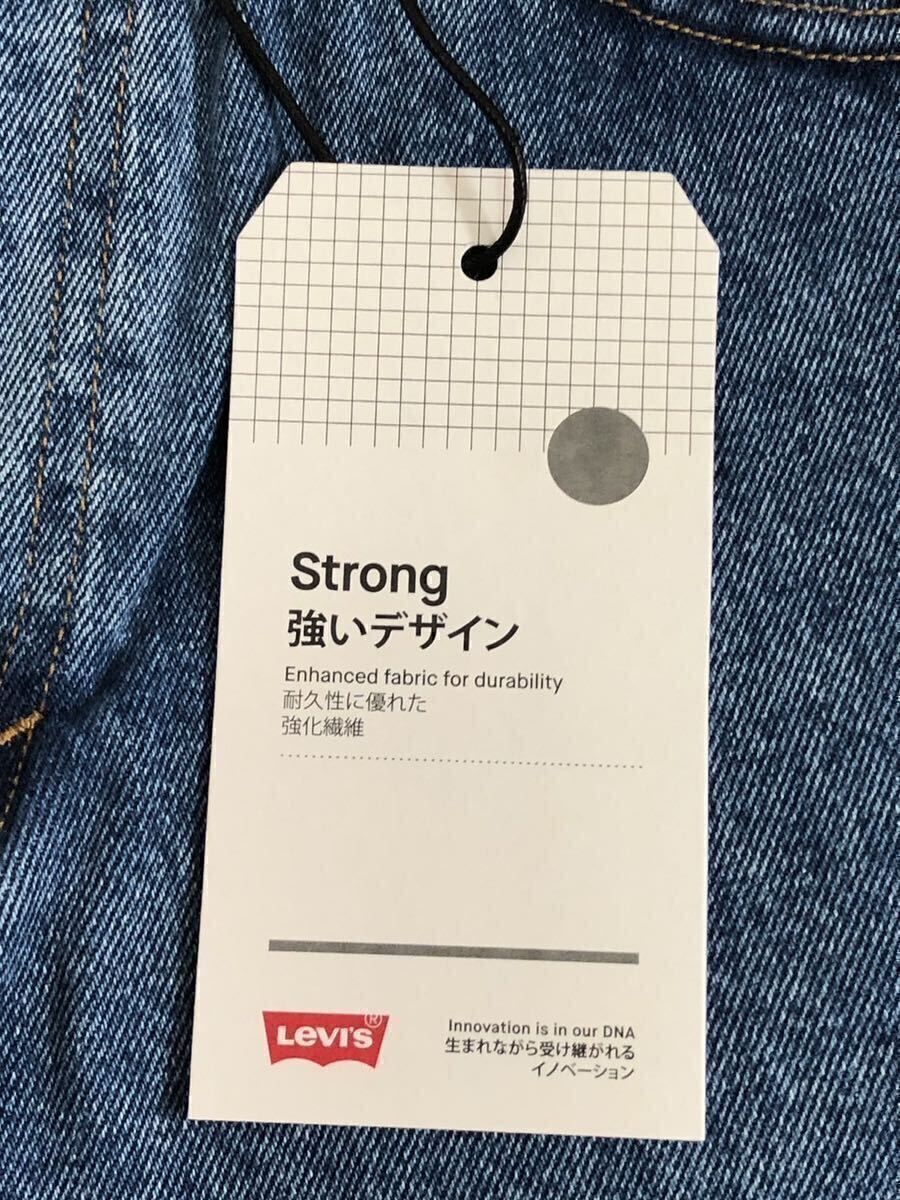 Strong
強いデザイン
Enhanced fabric for durability
耐久性に優れた
強化繊維
LEVI'S®
Innovation is in our DNA
生まれながら受け継がれる
イノベーション